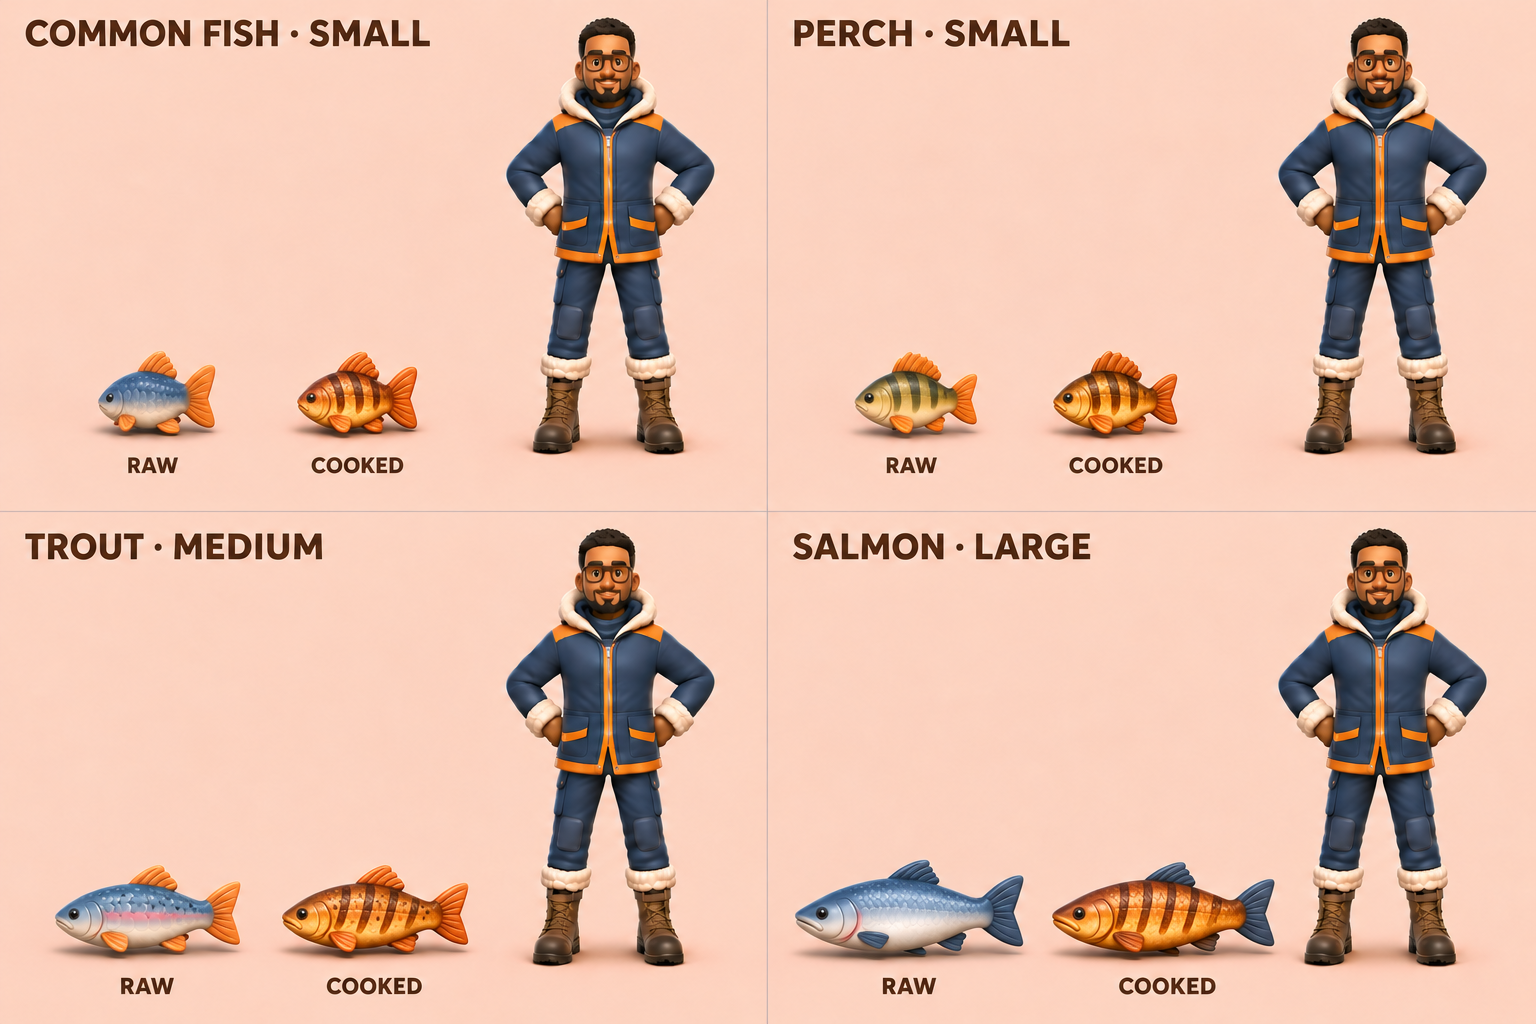 COMMON FISH · SMALL
RAW
COOKED
PERCH · SMALL
RAW
COOKED
TROUT · MEDIUM
RAW
COOKED
SALMON · LARGE
RAW
COOKED